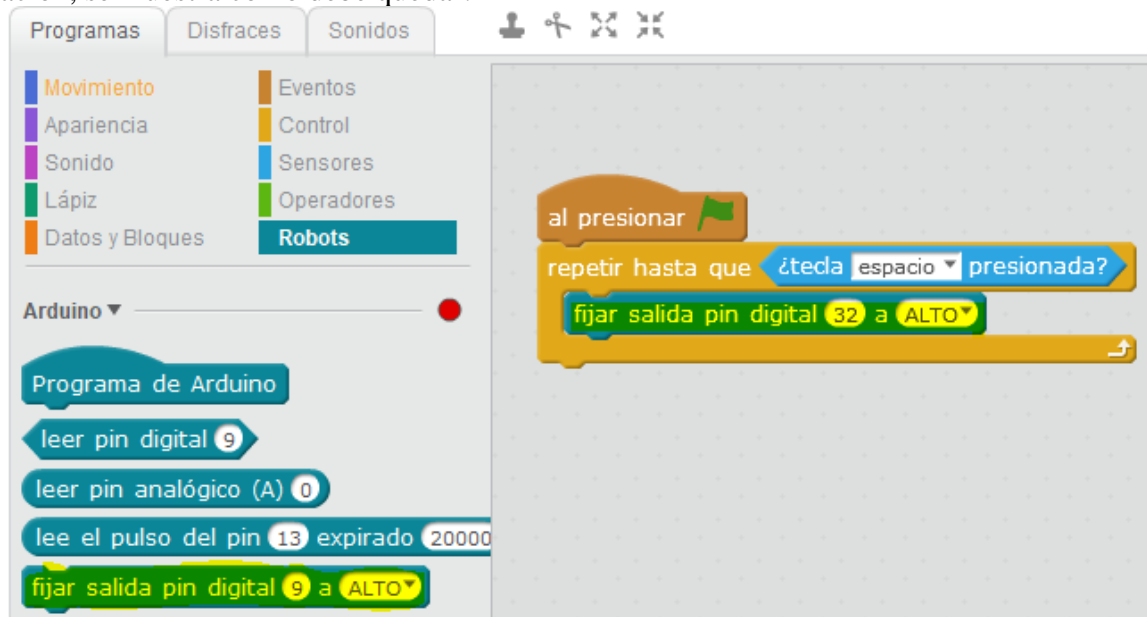 Programas Disfraces Sonidos
Movimiento Eventos
Apariencia Control
Sonido Sensores
Lápiz Operadores
Datos y Bloques Robots
Arduino
Programa de Arduino
leer pin digital 9
leer pin analógico (A) 0
lee el pulso del pin 13 expirado 20000
fijar salida pin digital 9 a ALTO
al presionar
repetir hasta que ¿tecla espacio presionada?
fijar salida pin digital 32 a ALTO